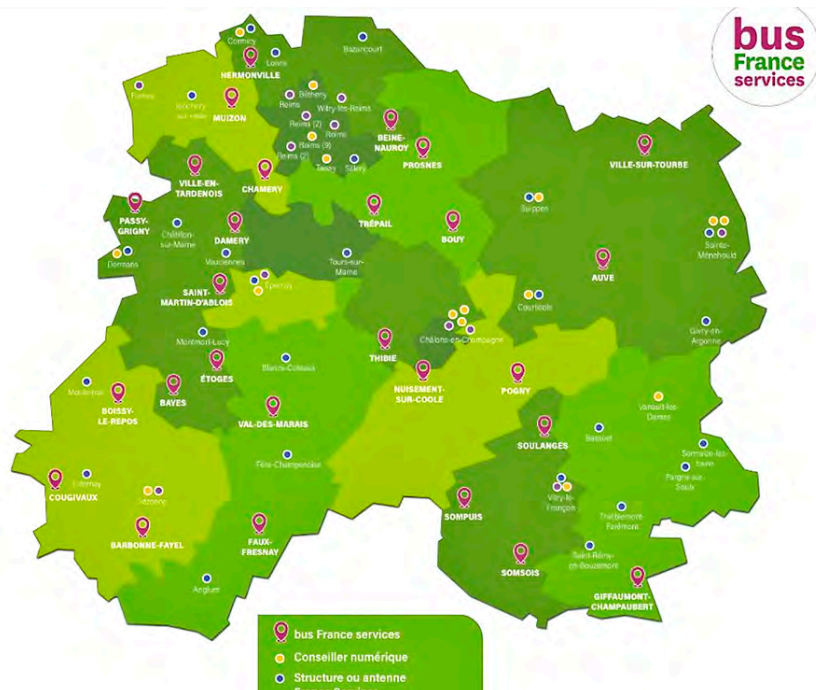 bus
France
services
Cormicy
Loivre
Bazancourt
HERMONVILLE
Fismes
MUIZON
Bétheny
Reims
Witry-lès-Reims
Reims (2)
Reims
Reims (9)
Reims (2)
Taissy
Sillery
BEINE-
NAUROY
PROSNES
VILLE-SUR-TOURBE
VILLE-EN-
TARDENOIS
CHAMERY
PASSY-
GRIGNY
Châtillon-
sur-Marne
DAMERY
TRÉPAIL
BOUY
Suippes
Sainte-
Ménehould
Dormans
Vauciennes
Tours-sur-
Marne
AUVE
SAINT-
MARTIN-D'ABLOIS
Epernay
Courtisols
Givry-en-
Argonne
Montmort-Lucy
Châlons-en-Champagne
THIBIE
ÉTOGES
Blancs-Coteaux
NUISEMENT-
SUR-COOLE
POGNY
Montmirail
BOISSY-
LE-REPOS
BAYES
VAL-DES-MARAIS
Vanault-les-
Dames
SOULANGES
Bassuet
Sermaize-les-
Bains
Pargny-sur-
Saulx
Fère-Champenoise
COUGIVAUX
Esternay
Sézanne
Vitry-le-
François
SOMPUIS
Thiéblemont-
Farémont
BARBONNE-FAYEL
FAUX-
FRESNAY
SOMSOIS
Saint-Rémy-
en-Bouzemont
Anglure
GIFFAUMONT-
CHAMPAUBERT
bus France services
Conseiller numérique
Structure ou antenne
France Services